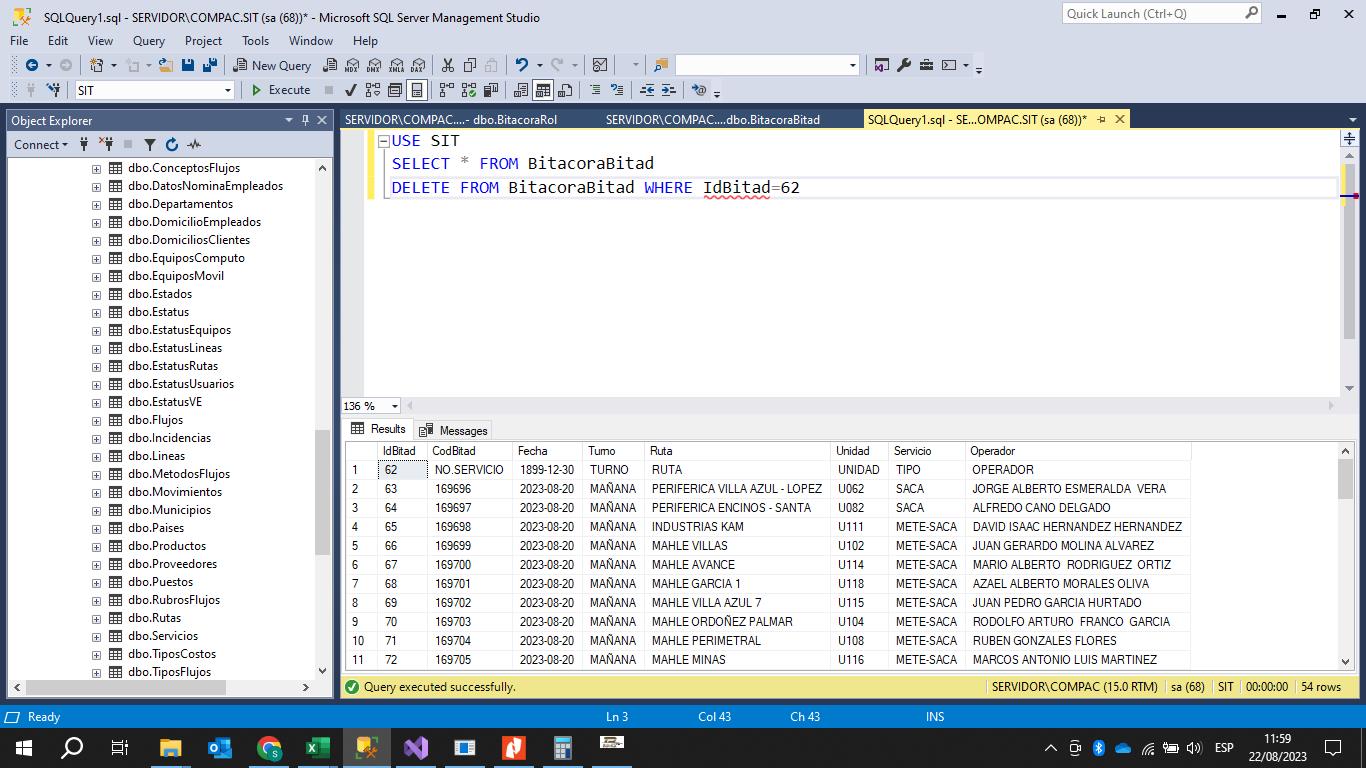 SQLQuery1.sql - SERVIDOR\COMPAC.SIT (sa (68))* - Microsoft SQL Server Management Studio
Quick Launch (Ctrl+Q)
File Edit View Query Project Tools Window Help
New Query MDX DMX XMLA DAX
SIT Execute
Object Explorer
Connect
dbo.ConceptosFlujos
dbo.DatosNominaEmpleados
dbo.Departamentos
dbo.DomicilioEmpleados
dbo.DomiciliosClientes
dbo.EquiposComputo
dbo.EquiposMovil
dbo.Estados
dbo.Estatus
dbo.EstatusEquipos
dbo.EstatusLineas
dbo.EstatusRutas
dbo.EstatusUsuarios
dbo.EstatusVE
dbo.Flujos
dbo.Incidencias
dbo.Lineas
dbo.MetodosFlujos
dbo.Movimientos
dbo.Municipios
dbo.Paises
dbo.Productos
dbo.Proveedores
dbo.Puestos
dbo.RubrosFlujos
dbo.Rutas
dbo.Servicios
dbo.TiposCostos
dbo.TiposFlujos
SERVIDOR\COMPAC....- dbo.BitacoraRol SERVIDOR\COMPAC....dbo.BitacoraBitad SQLQuery1.sql - SE...OMPAC.SIT (sa (68))*
USE SIT
SELECT * FROM BitacoraBitad
DELETE FROM BitacoraBitad WHERE IdBitad=62
136 %
Results Messages
IdBitad CodBitad Fecha Turno Ruta Unidad Servicio Operador
1 62 NO.SERVICIO 1899-12-30 TURNO RUTA UNIDAD TIPO OPERADOR
2 63 169696 2023-08-20 MAÑANA PERIFERICA VILLA AZUL - LOPEZ U062 SACA JORGE ALBERTO ESMERALDA VERA
3 64 169697 2023-08-20 MAÑANA PERIFERICA ENCINOS - SANTA U082 SACA ALFREDO CANO DELGADO
4 65 169698 2023-08-20 MAÑANA INDUSTRIAS KAM U111 METE-SACA DAVID ISAAC HERNANDEZ HERNANDEZ
5 66 169699 2023-08-20 MAÑANA MAHLE VILLAS U102 METE-SACA JUAN GERARDO MOLINA ALVAREZ
6 67 169700 2023-08-20 MAÑANA MAHLE AVANCE U114 METE-SACA MARIO ALBERTO RODRIGUEZ ORTIZ
7 68 169701 2023-08-20 MAÑANA MAHLE GARCIA 1 U118 METE-SACA AZAEL ALBERTO MORALES OLIVA
8 69 169702 2023-08-20 MAÑANA MAHLE VILLA AZUL 7 U115 METE-SACA JUAN PEDRO GARCIA HURTADO
9 70 169703 2023-08-20 MAÑANA MAHLE ORDOÑEZ PALMAR U104 METE-SACA RODOLFO ARTURO FRANCO GARCIA
10 71 169704 2023-08-20 MAÑANA MAHLE PERIMETRAL U108 METE-SACA RUBEN GONZALES FLORES
11 72 169705 2023-08-20 MAÑANA MAHLE MINAS U116 METE-SACA MARCOS ANTONIO LUIS MARTINEZ
Query executed successfully. SERVIDOR\COMPAC (15.0 RTM) sa (68) SIT 00:00:00 54 rows
Ready Ln 3 Col 43 Ch 43 INS
ESP 11:59
22/08/2023